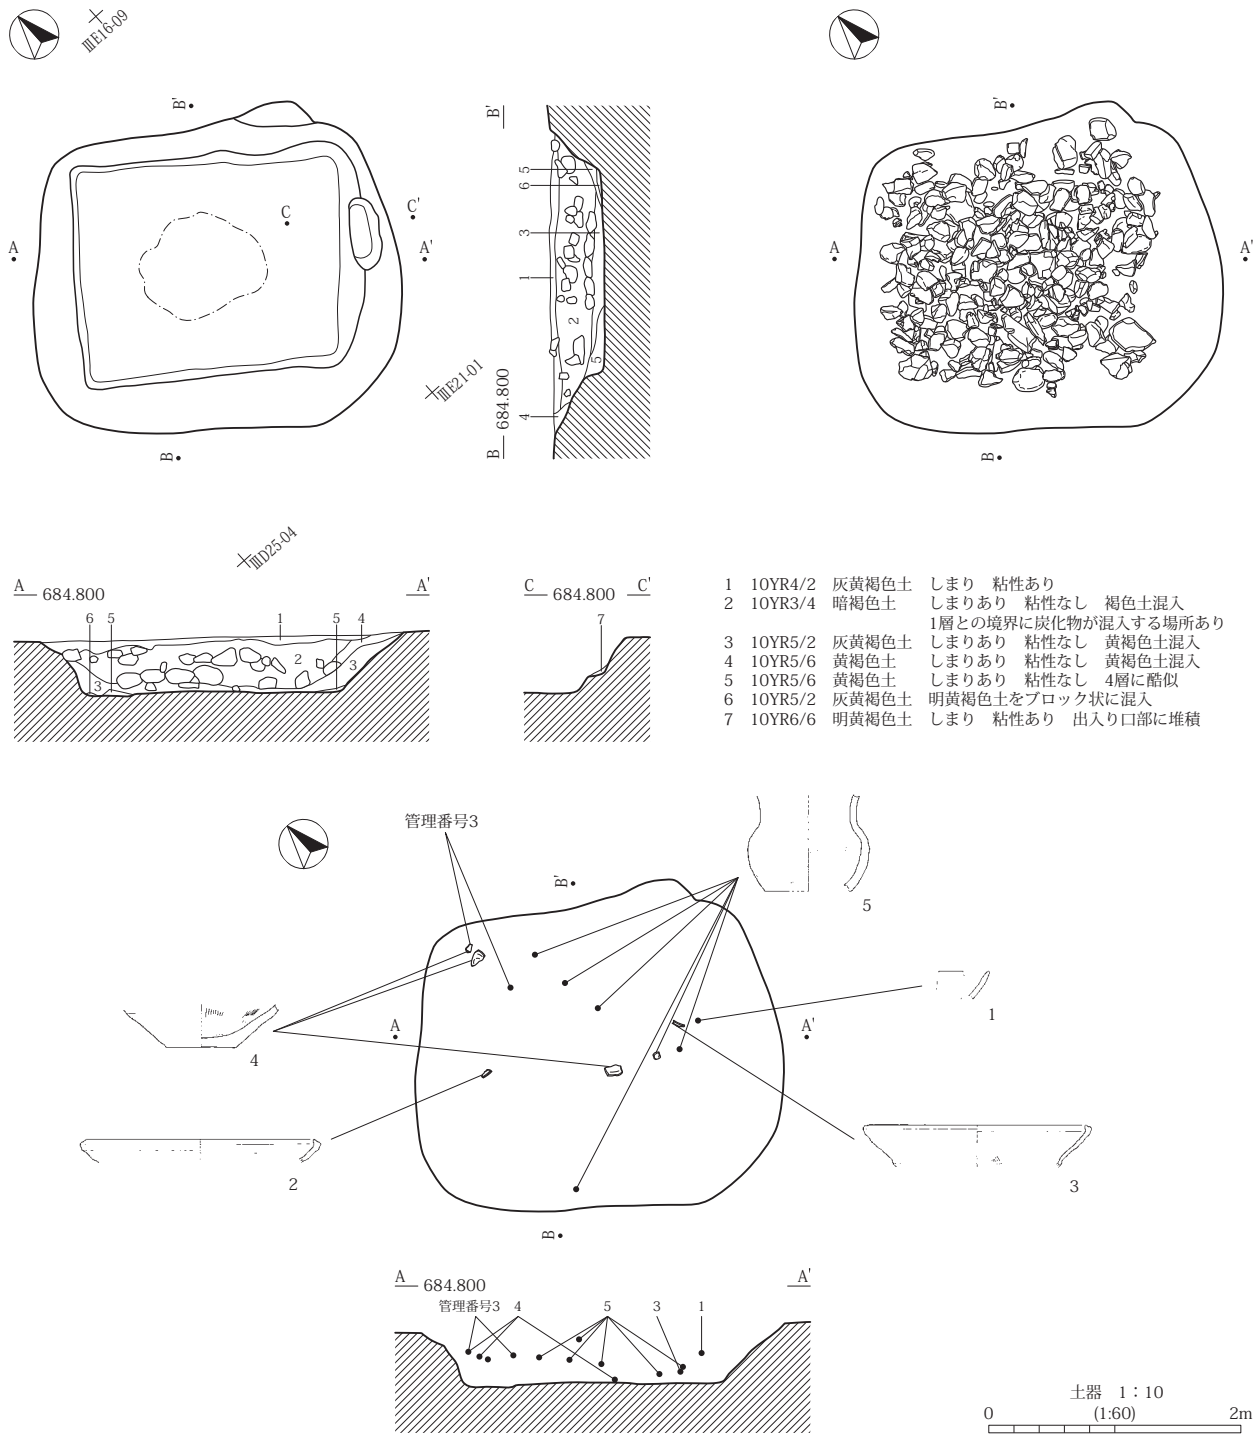 ⅢE16-09
B'
C
C'
A
A'
B
ⅢE21-01
B'
5
6
3
1
2
5
4
B
684.800
B'
A
A'
B
ⅢD25-04
A 684.800 A'
6 5 1 5 4
2
3
3
C 684.800 C'
7
1 10YR4/2 灰黄褐色土 しまり 粘性あり
2 10YR3/4 暗褐色土 しまりあり 粘性なし 褐色土混入
1層との境界に炭化物が混入する場所あり
3 10YR5/2 灰黄褐色土 しまりあり 粘性なし 黄褐色土混入
4 10YR5/6 黄褐色土 しまりあり 粘性なし 黄褐色土混入
5 10YR5/6 黄褐色土 しまりあり 粘性なし 4層に酷似
6 10YR5/2 灰黄褐色土 明黄褐色土をブロック状に混入
7 10YR6/6 明黄褐色土 しまり 粘性あり 出入り口部に堆積
管理番号3
B'
5
1
A
A'
4
2
3
B
A 684.800 A'
管理番号3 4 5 3 1
土器 1：10
0 (1:60) 2m